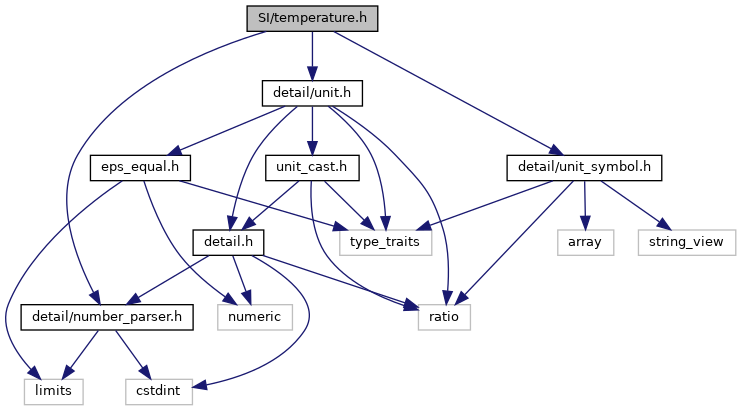 SI/temperature.h
detail/unit.h
eps_equal.h
unit_cast.h
detail/unit_symbol.h
detail.h
type_traits
array
string_view
detail/number_parser.h
numeric
ratio
limits
cstdint